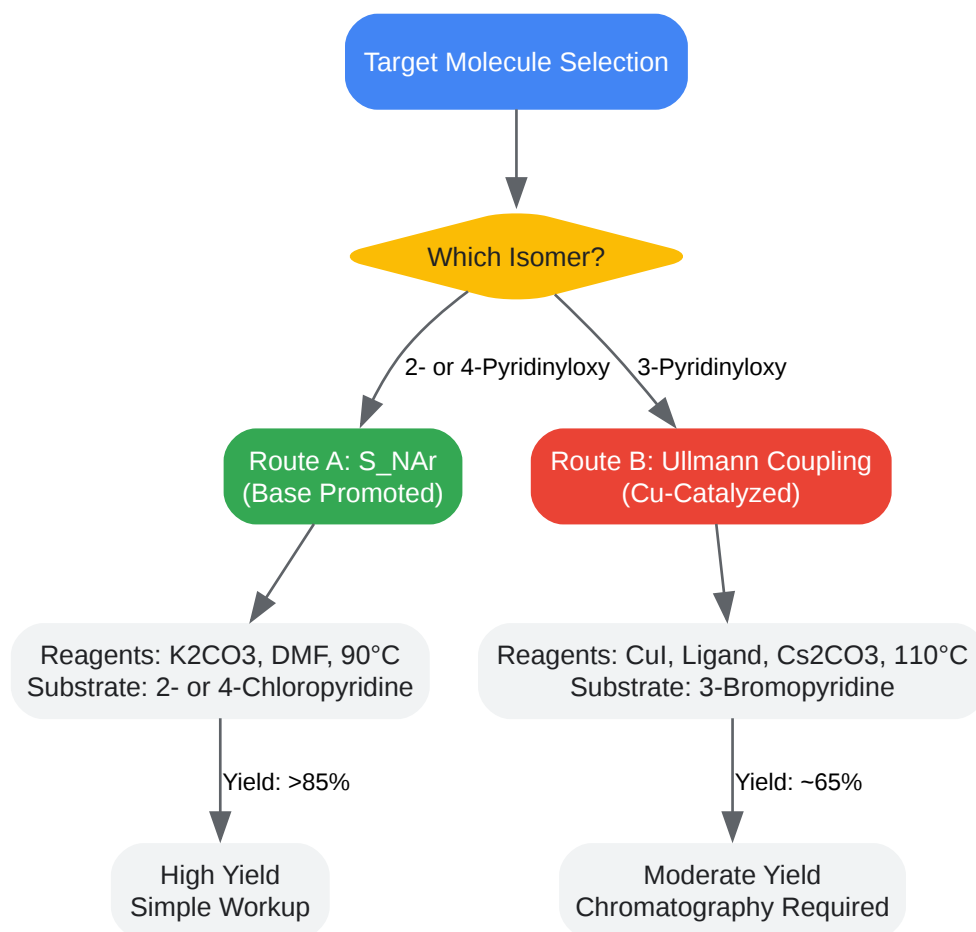 Target Molecule Selection
Which Isomer?
2- or 4-Pyridinyloxy
3-Pyridinyloxy
Route A: S_NAr
(Base Promoted)
Route B: Ullmann Coupling
(Cu-Catalyzed)
Reagents: K2CO3, DMF, 90°C
Substrate: 2- or 4-Chloropyridine
Reagents: CuI, Ligand, Cs2CO3, 110°C
Substrate: 3-Bromopyridine
Yield: >85%
Yield: ~65%
High Yield
Simple Workup
Moderate Yield
Chromatography Required